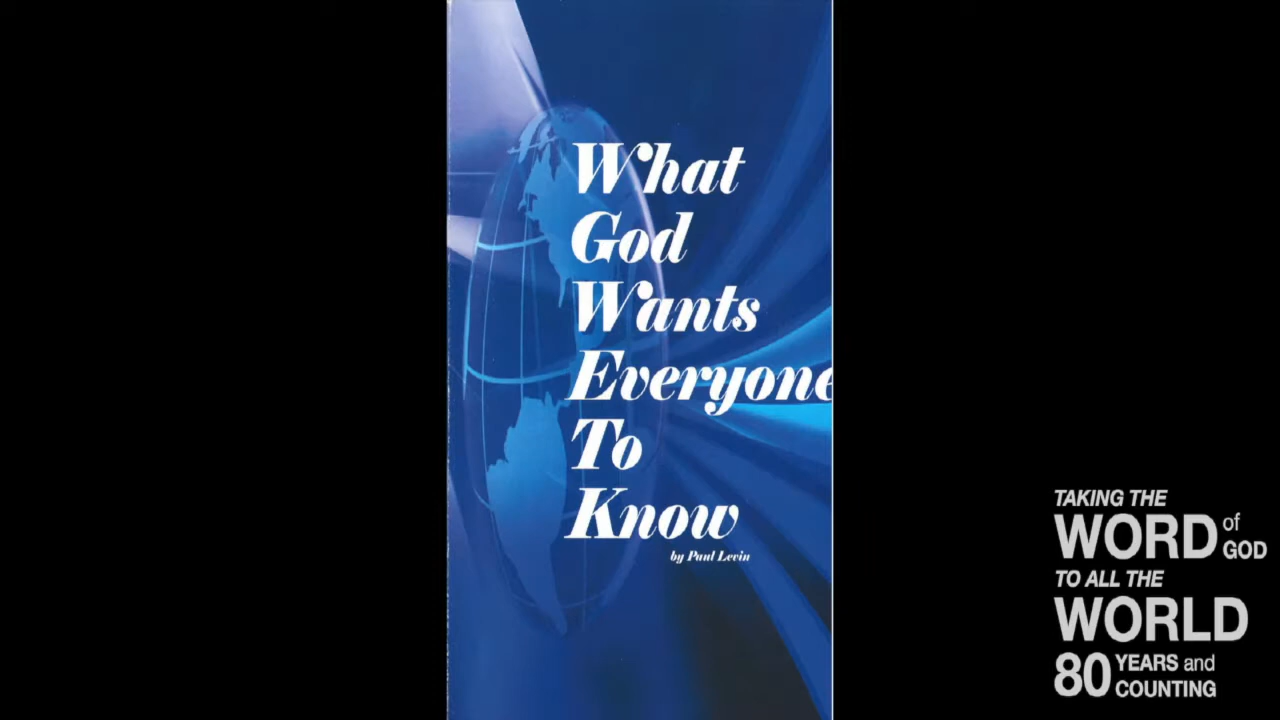 What
God
Wants
Everyone
To
Know
by Paul Levin
TAKING THE
WORD of
GOD
TO ALL THE
WORLD
80 YEARS and
COUNTING